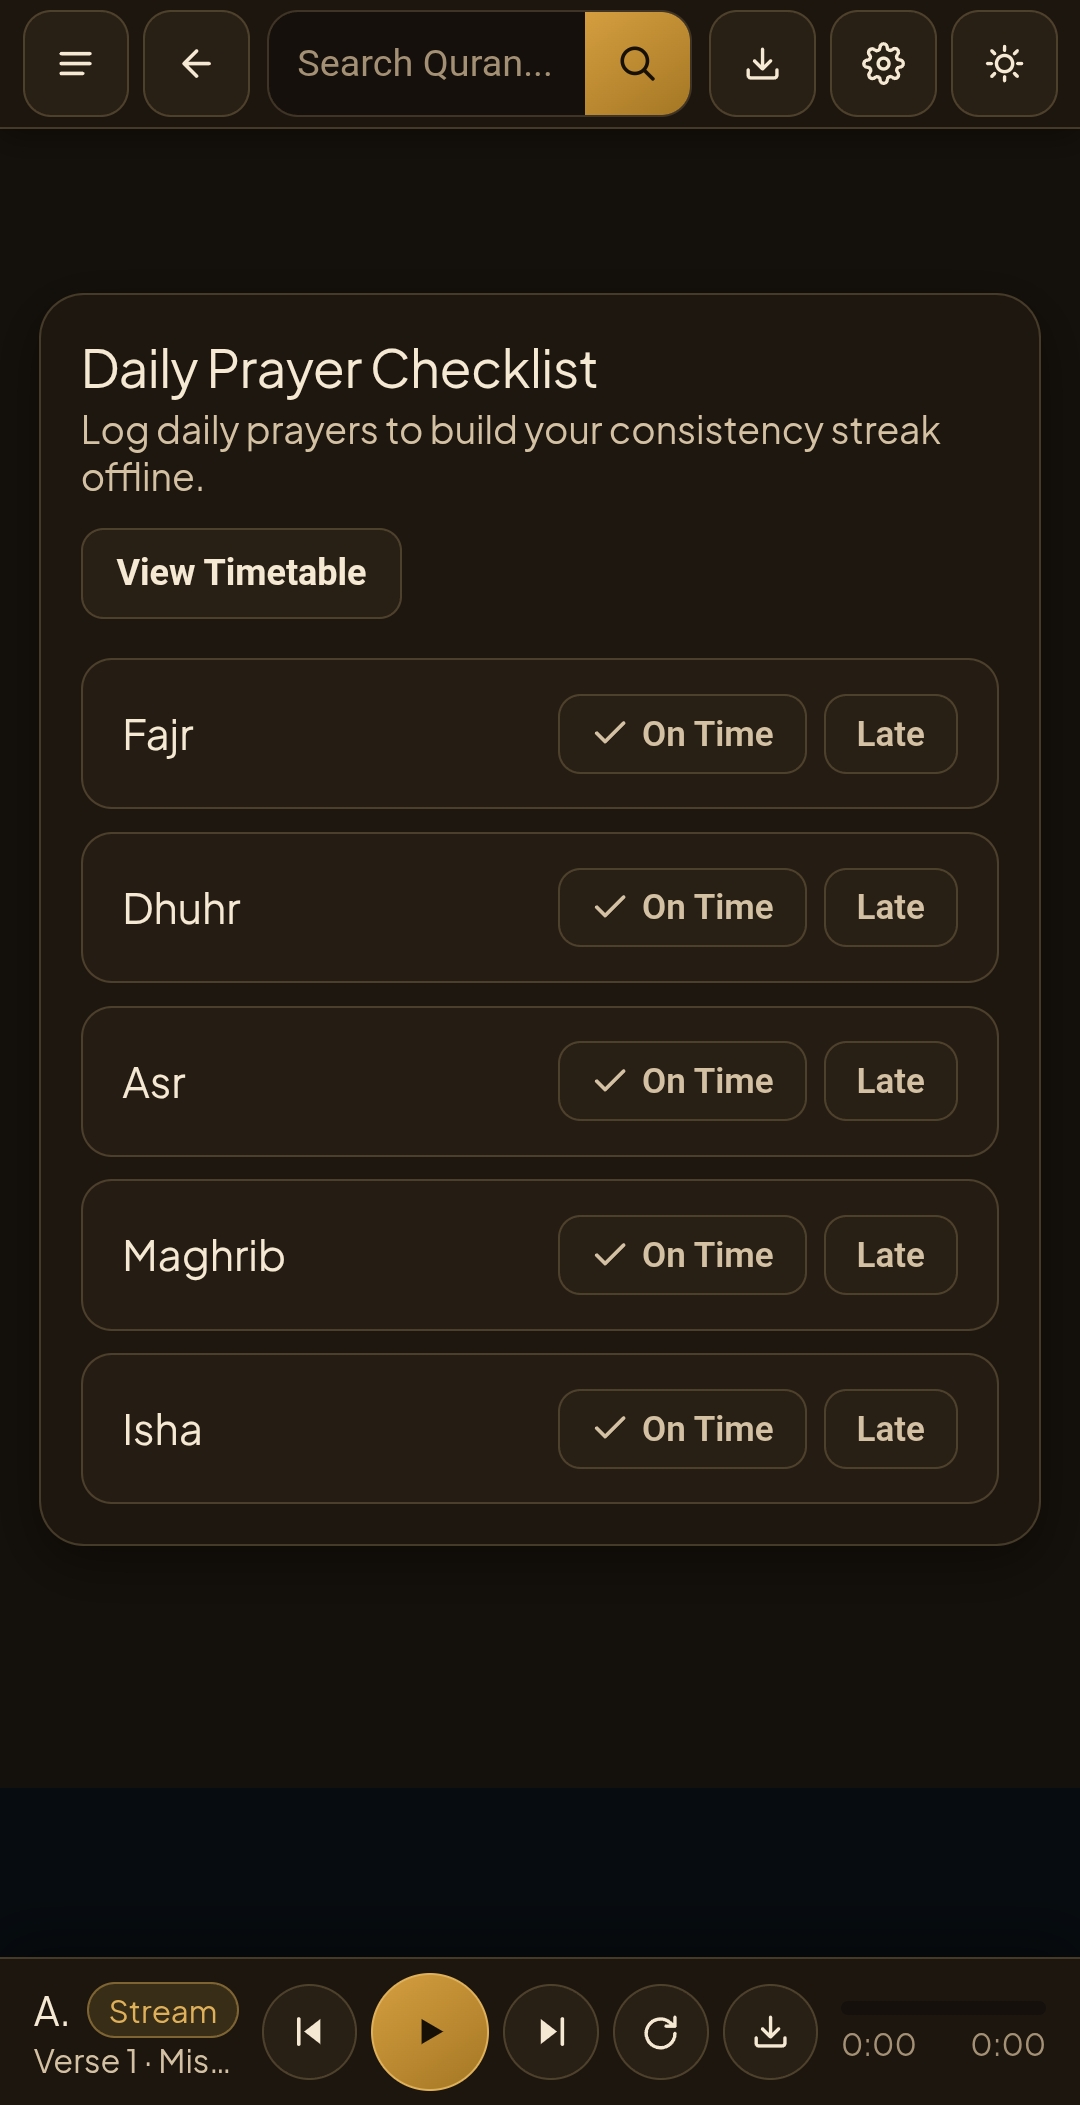 Search Quran...
Daily Prayer Checklist
Log daily prayers to build your consistency streak
offline.
View Timetable
Fajr
On Time
Late
Dhuhr
On Time
Late
Asr
On Time
Late
Maghrib
On Time
Late
Isha
On Time
Late
A.
Stream
Verse 1 · Mis...
0:00
0:00